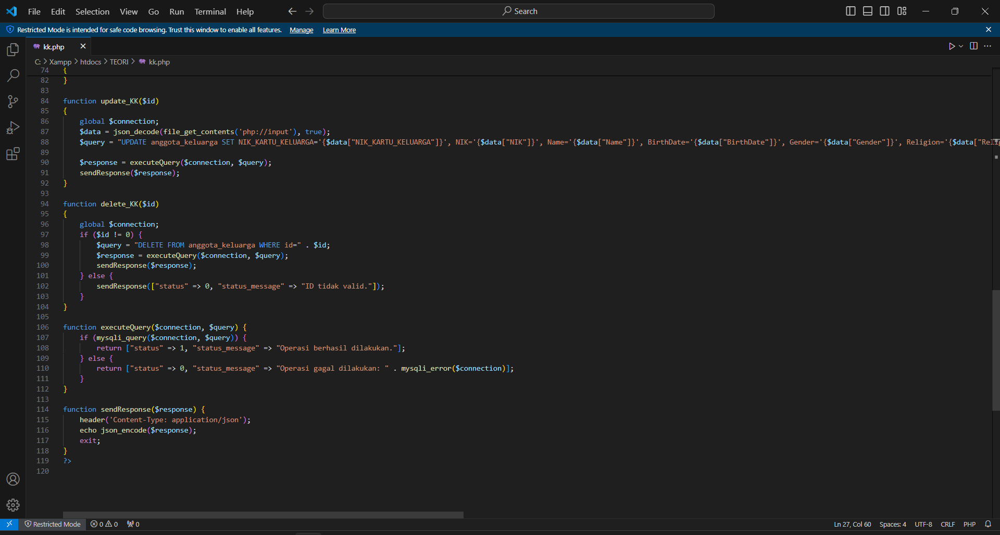 File Edit Selection View Go Run Terminal Help Search
Restricted Mode is intended for safe code browsing. Trust this window to enable all features. Manage Learn More
kk.php
C: > Xampp > htdocs > TEORI > kk.php
74 {
82 }
83
84 function update_KK($id)
85 {
86 global $connection;
87 $data = json_decode(file_get_contents('php://input'), true);
88 $query = "UPDATE anggota_keluarga SET NIK_KARTU_KELUARGA='{$data["NIK_KARTU_KELUARGA"]}', NIK='{$data["NIK"]}', Name='{$data["Name"]}', BirthDate='{$data["BirthDate"]}', Gender='{$data["Gender"]}', Religion='{$data["Relig
89
90 $response = executeQuery($connection, $query);
91 sendResponse($response);
92 }
93
94 function delete_KK($id)
95 {
96 global $connection;
97 if ($id != 0) {
98 $query = "DELETE FROM anggota_keluarga WHERE id=" . $id;
99 $response = executeQuery($connection, $query);
100 sendResponse($response);
101 } else {
102 sendResponse(["status" => 0, "status_message" => "ID tidak valid."]);
103 }
104 }
105
106 function executeQuery($connection, $query) {
107 if (mysqli_query($connection, $query)) {
108 return ["status" => 1, "status_message" => "Operasi berhasil dilakukan."];
109 } else {
110 return ["status" => 0, "status_message" => "Operasi gagal dilakukan: " . mysqli_error($connection)];
111 }
112 }
113
114 function sendResponse($response) {
115 header('Content-Type: application/json');
116 echo json_encode($response);
117 exit;
118 }
119 ?>
120
Restricted Mode 0 0 0 Ln 27, Col 60 Spaces: 4 UTF-8 CRLF PHP